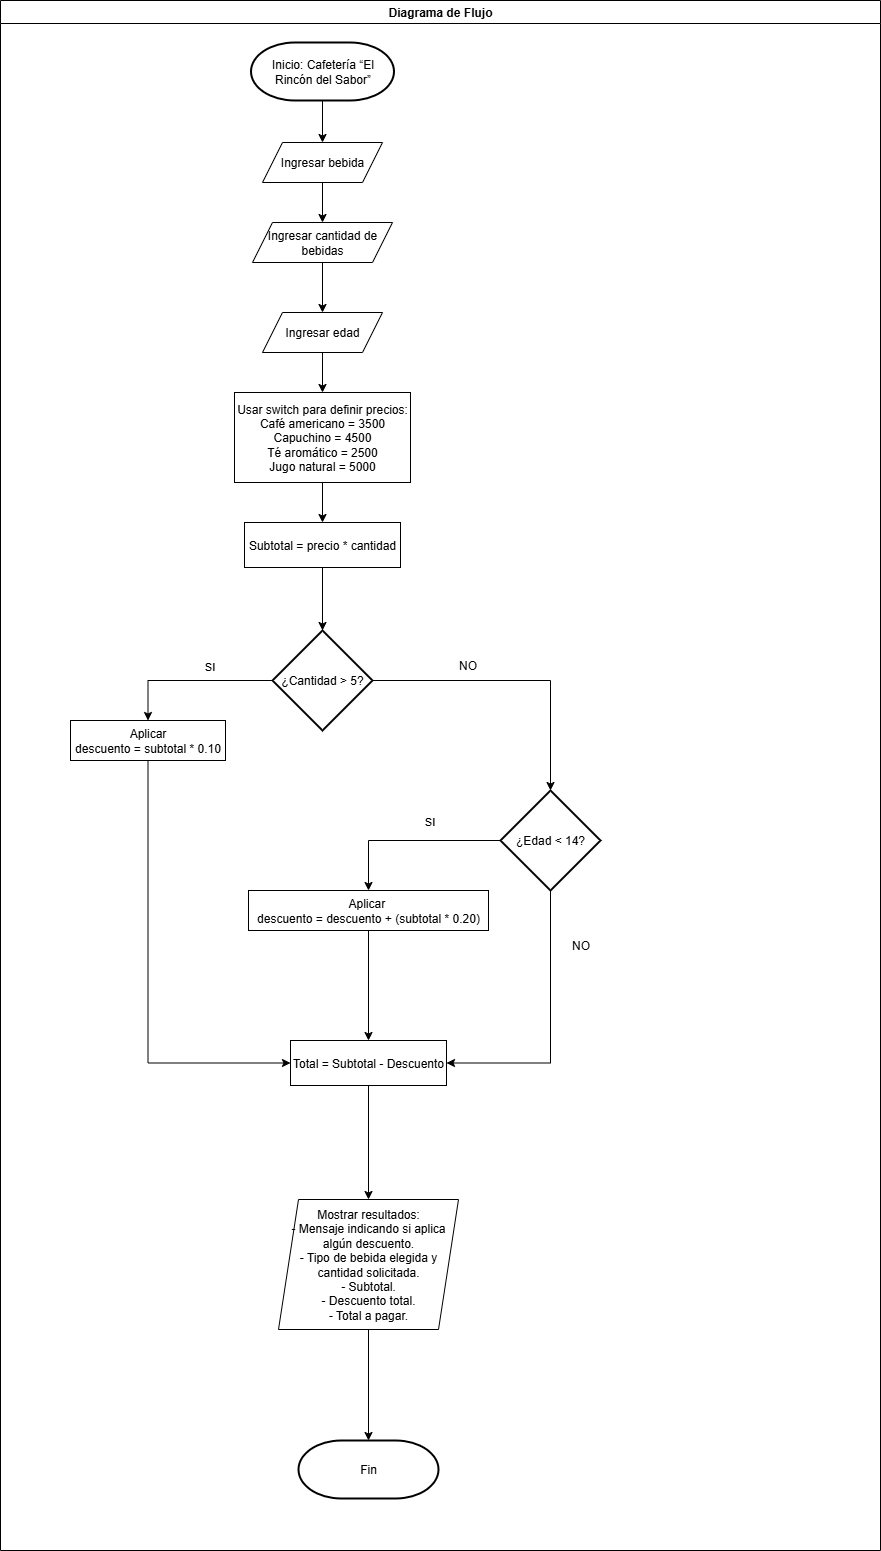 Diagrama de Flujo
Inicio: Cafetería “El
Rincón del Sabor”
Ingresar bebida
Ingresar cantidad de
bebidas
Ingresar edad
Usar switch para definir precios:
Café americano = 3500
Capuchino = 4500
Té aromático = 2500
Jugo natural = 5000
Subtotal = precio * cantidad
¿Cantidad > 5?
SI
NO
Aplicar
descuento = subtotal * 0.10
¿Edad < 14?
SI
Aplicar
descuento = descuento + (subtotal * 0.20)
NO
Total = Subtotal - Descuento
Mostrar resultados:
- Mensaje indicando si aplica
algún descuento.
- Tipo de bebida elegida y
cantidad solicitada.
- Subtotal.
- Descuento total.
- Total a pagar.
Fin